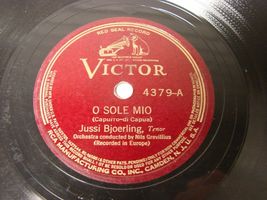 RED SEAL RECORD
VICTOR
4379-A
O SOLE MIO
(Capurro-di Capua)
Jussi Bjoerling, Tenor
Orchestra conducted by Nils Grevillius
(Recorded in Europe)
RCA MANUFACTURING CO., INC., CAMDEN, N.J., U.S.A.